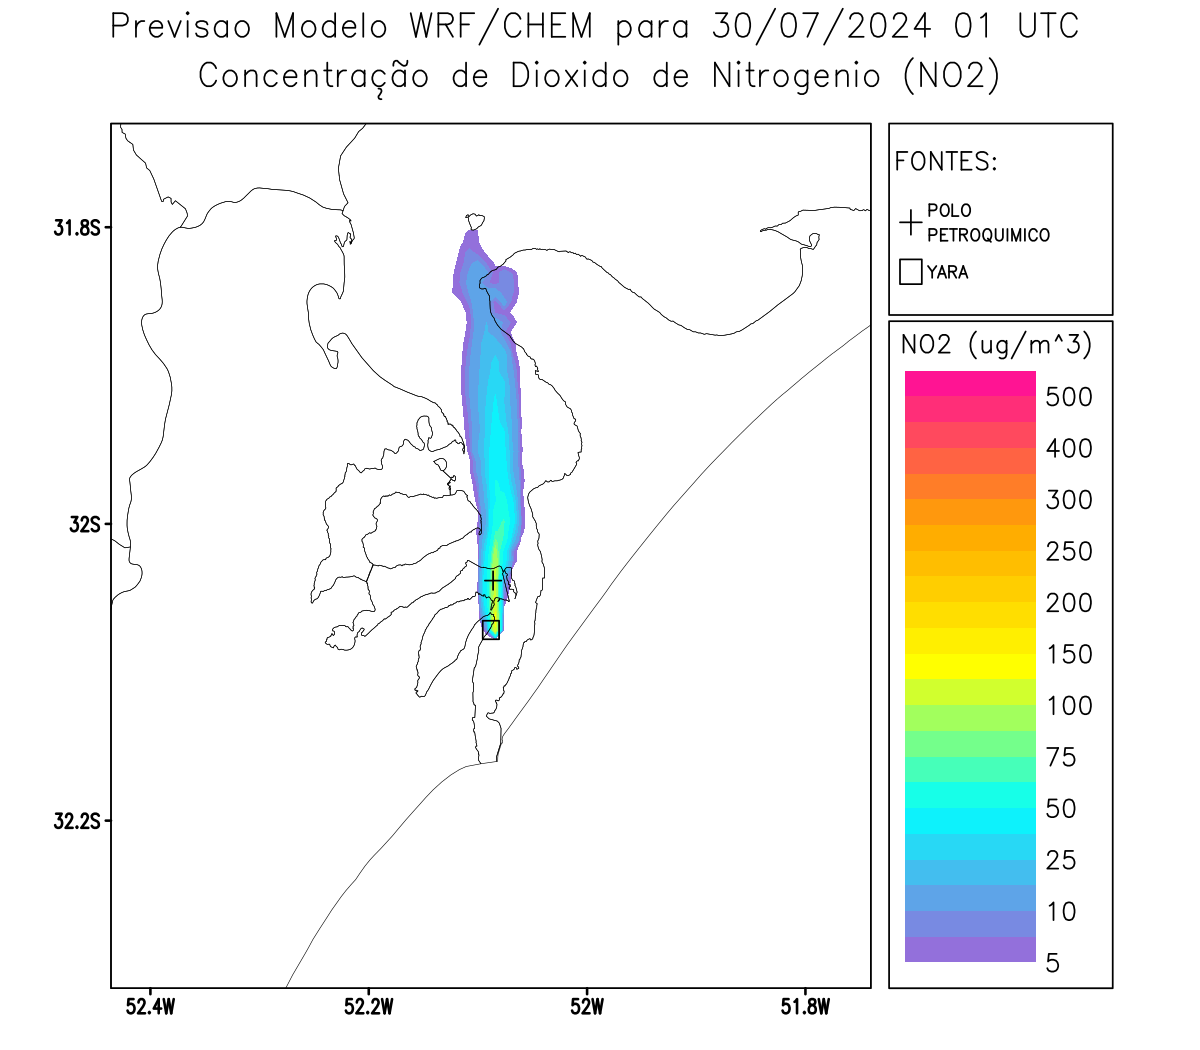 Previsao Modelo WRF/CHEM para 30/07/2024 01 UTC
Concentração de Dioxido de Nitrogenio (NO2)
FONTES:
POLO
PETROQUIMICO
YARA
NO2 (ug/m^3)
500
400
300
250
200
150
100
75
50
25
10
5
31.8S
32S
32.2S
52.4W
52.2W
52W
51.8W